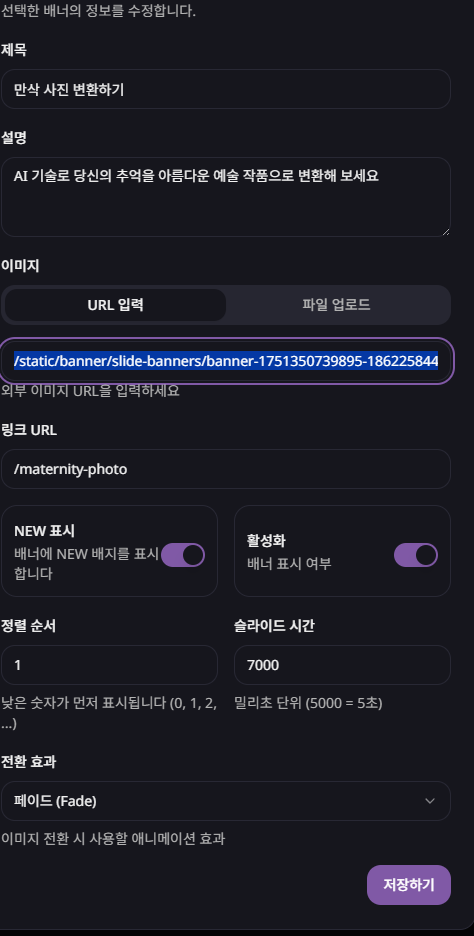 선택한 배너의 정보를 수정합니다.
제목
만삭 사진 변환하기
설명
AI 기술로 당신의 추억을 아름다운 예술 작품으로 변환해 보세요
이미지
URL 입력
파일 업로드
/static/banner/slide-banners/banner-1751350739895-186225844
외부 이미지 URL을 입력하세요
링크 URL
/maternity-photo
NEW 표시
배너에 NEW 배지를 표시
합니다
활성화
배너 표시 여부
정렬 순서
1
낮은 숫자가 먼저 표시됩니다 (0, 1, 2,
...)
슬라이드 시간
7000
밀리초 단위 (5000 = 5초)
전환 효과
페이드 (Fade)
이미지 전환 시 사용할 애니메이션 효과
저장하기